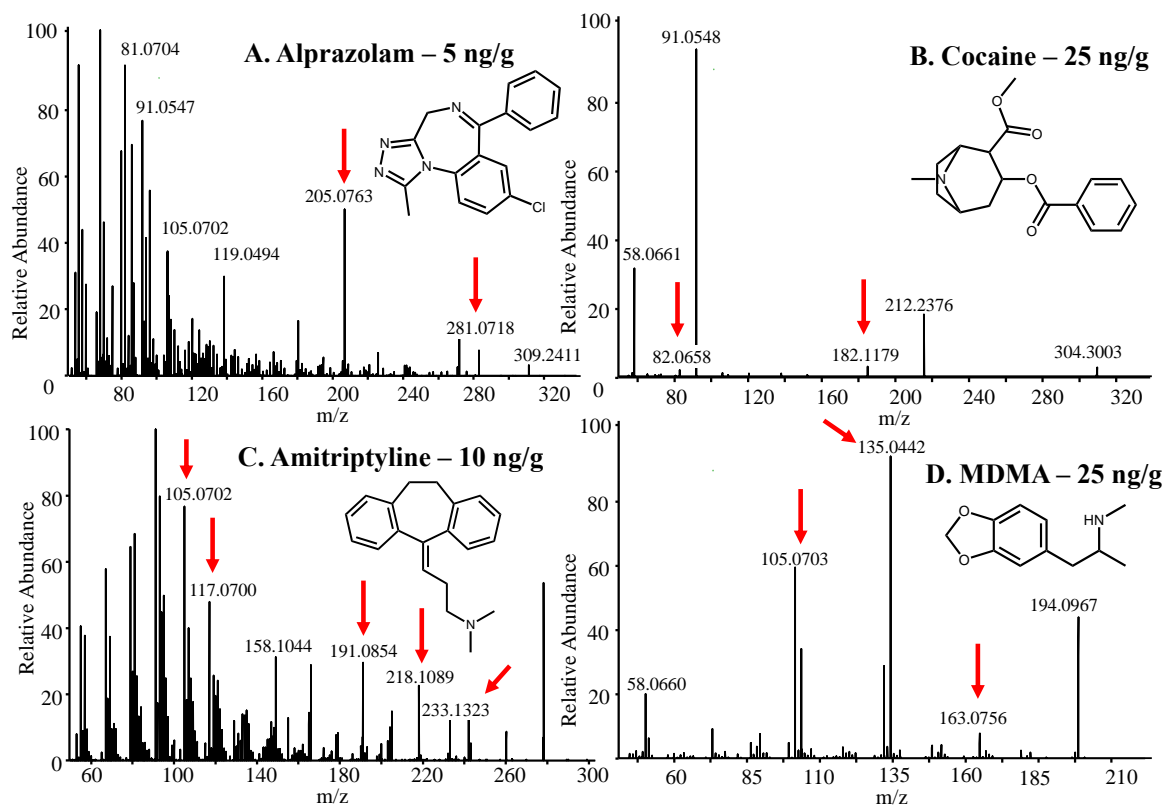 A. Alprazolam – 5 ng/g
Relative Abundance
100
80
60
40
20
0
81.0704
91.0547
105.0702
119.0494
205.0763
281.0718
309.2411
N
N
N
N
Cl
80
120
160
200
240
280
320
m/z
B. Cocaine – 25 ng/g
Relative Abundance
100
80
60
40
20
0
91.0548
58.0661
82.0658
182.1179
212.2376
304.3003
O
O
N
O
O
80
120
160
200
240
280
320
m/z
C. Amitriptyline – 10 ng/g
Relative Abundance
100
80
60
40
20
0
105.0702
117.0700
158.1044
191.0854
218.1089
233.1323
N
60
100
140
180
220
260
300
m/z
D. MDMA – 25 ng/g
Relative Abundance
100
80
60
40
20
135.0442
105.0703
58.0660
163.0756
194.0967
O
O
HN
60
110
135
160
185
210
m/z